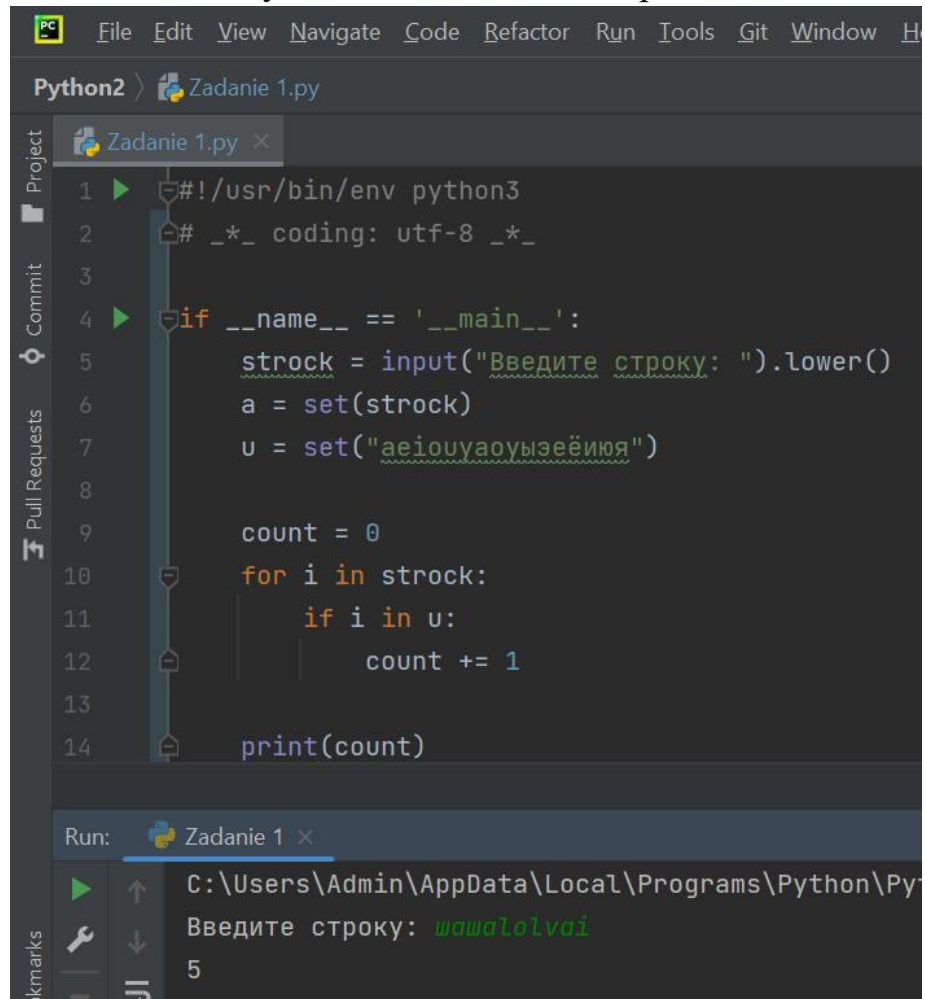 PC File Edit View Navigate Code Refactor Run Tools Git Window
Python2 〉 Zadanie 1.py
Project
Commit
Pull Requests
Zadanie 1.py ×
1 #!/usr/bin/env python3
2 # _*_ coding: utf-8 _*_
3
4 if __name__ == '__main__':
5 strock = input("Введите строку: ").lower()
6 a = set(strock)
7 u = set("aeiouyаоуыэеёиюя")
8
9 count = 0
10 for i in strock:
11 if i in u:
12 count += 1
13
14 print(count)
Run: Zadanie 1 ×
C:\Users\Admin\AppData\Local\Programs\Python\Py
Введите строку: wawalolvai
5